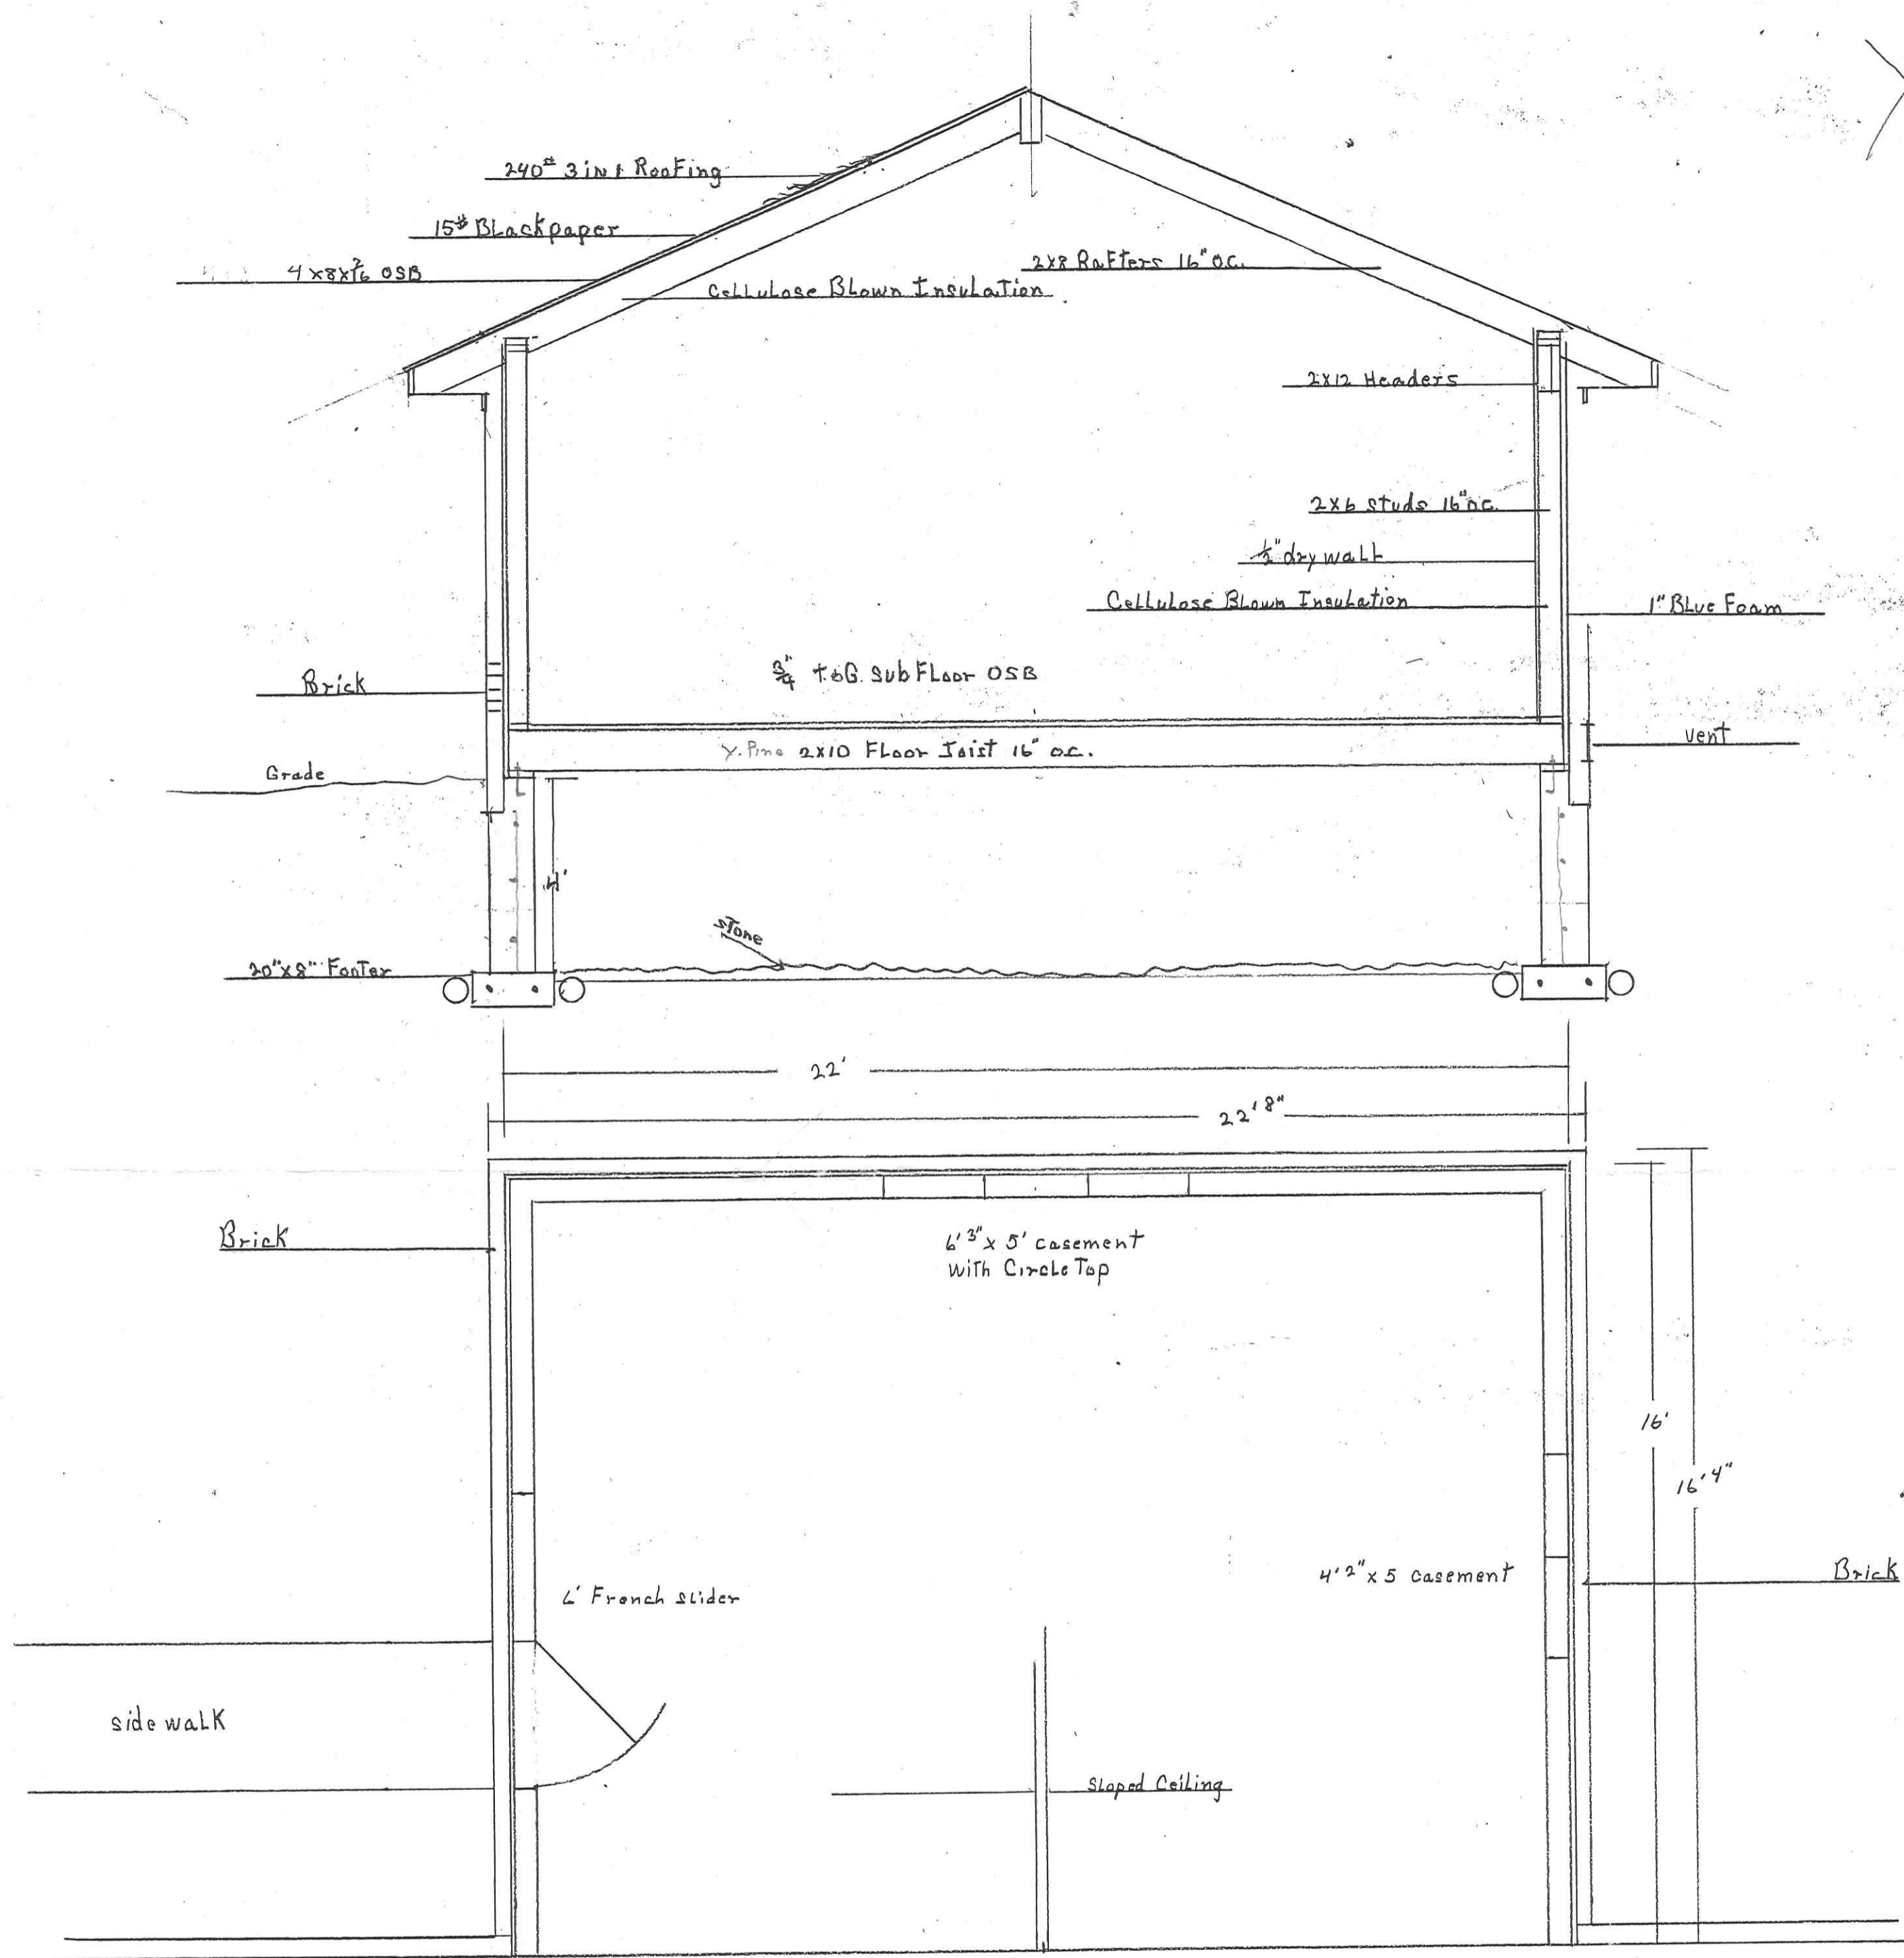 240# 3 in 1 Roofing
15# Blackpaper
4x8x OSB
Cellulose Blown Insulation
2x8 Rafters 16" O.C.
2x12 Headers
2x6 studs 16" O.C.
1/2" dry wall
Cellulose Blown Insulation
1" Blue Foam
Brick
3/4" T.&G. Sub Floor OSB
Y. Pine 2x10 Floor Joist 16" O.C.
vent
Grade
4'
stone
20"x8" Footer
22'
22'8"
Brick
6'3" x 5' casement
with Circle Top
16'
16'4"
6' French slider
4'2" x 5 casement
Brick
side walk
Sloped Ceiling